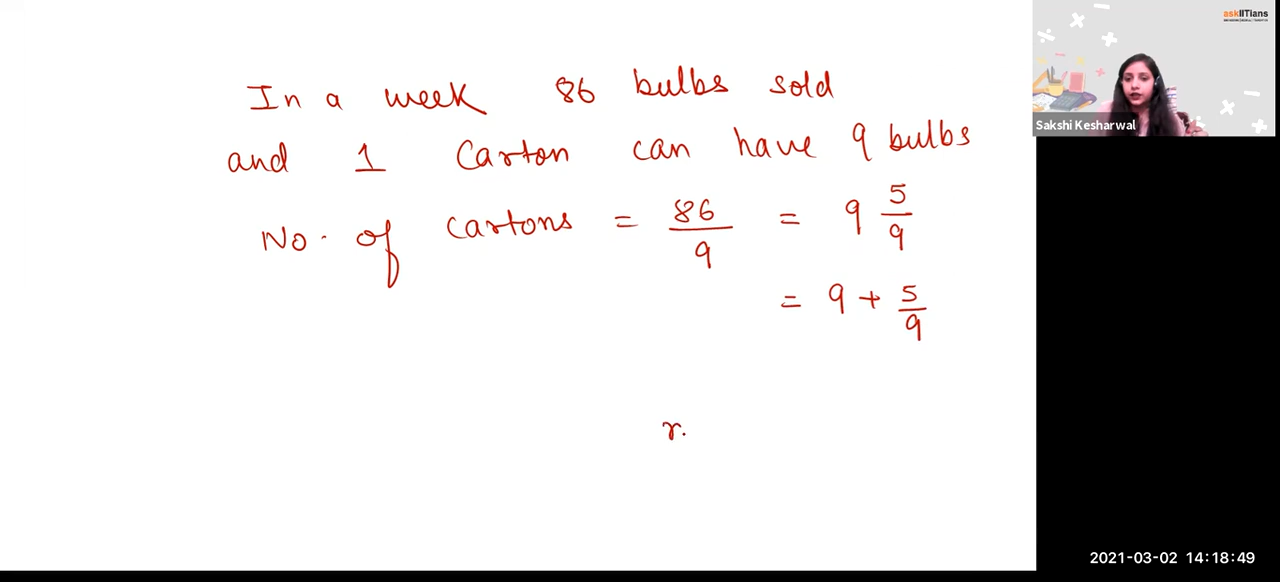 In a week 86 bulbs sold
and 1 Carton can have 9 bulbs
No. of cartons = 86/9 = 9 5/9
= 9 + 5/9
r.
askIITians
Sakshi Kesharwal
2021-03-02 14:18:49